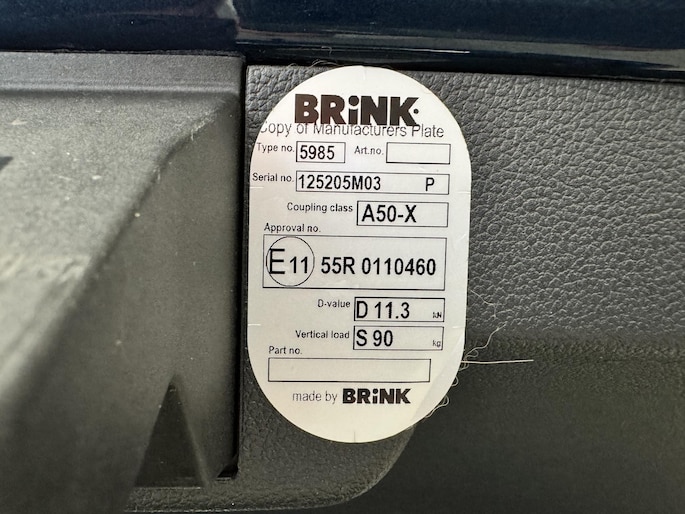 BRiNK
Copy of Manufacturers Plate
Type no. 5985 Art.no.
Serial no. 125205M03 P
Coupling class A50-X
Approval no.
E11 55R 0110460
D-value D 11.3 kN
Vertical load S 90 kg
Part no.
made by BRiNK